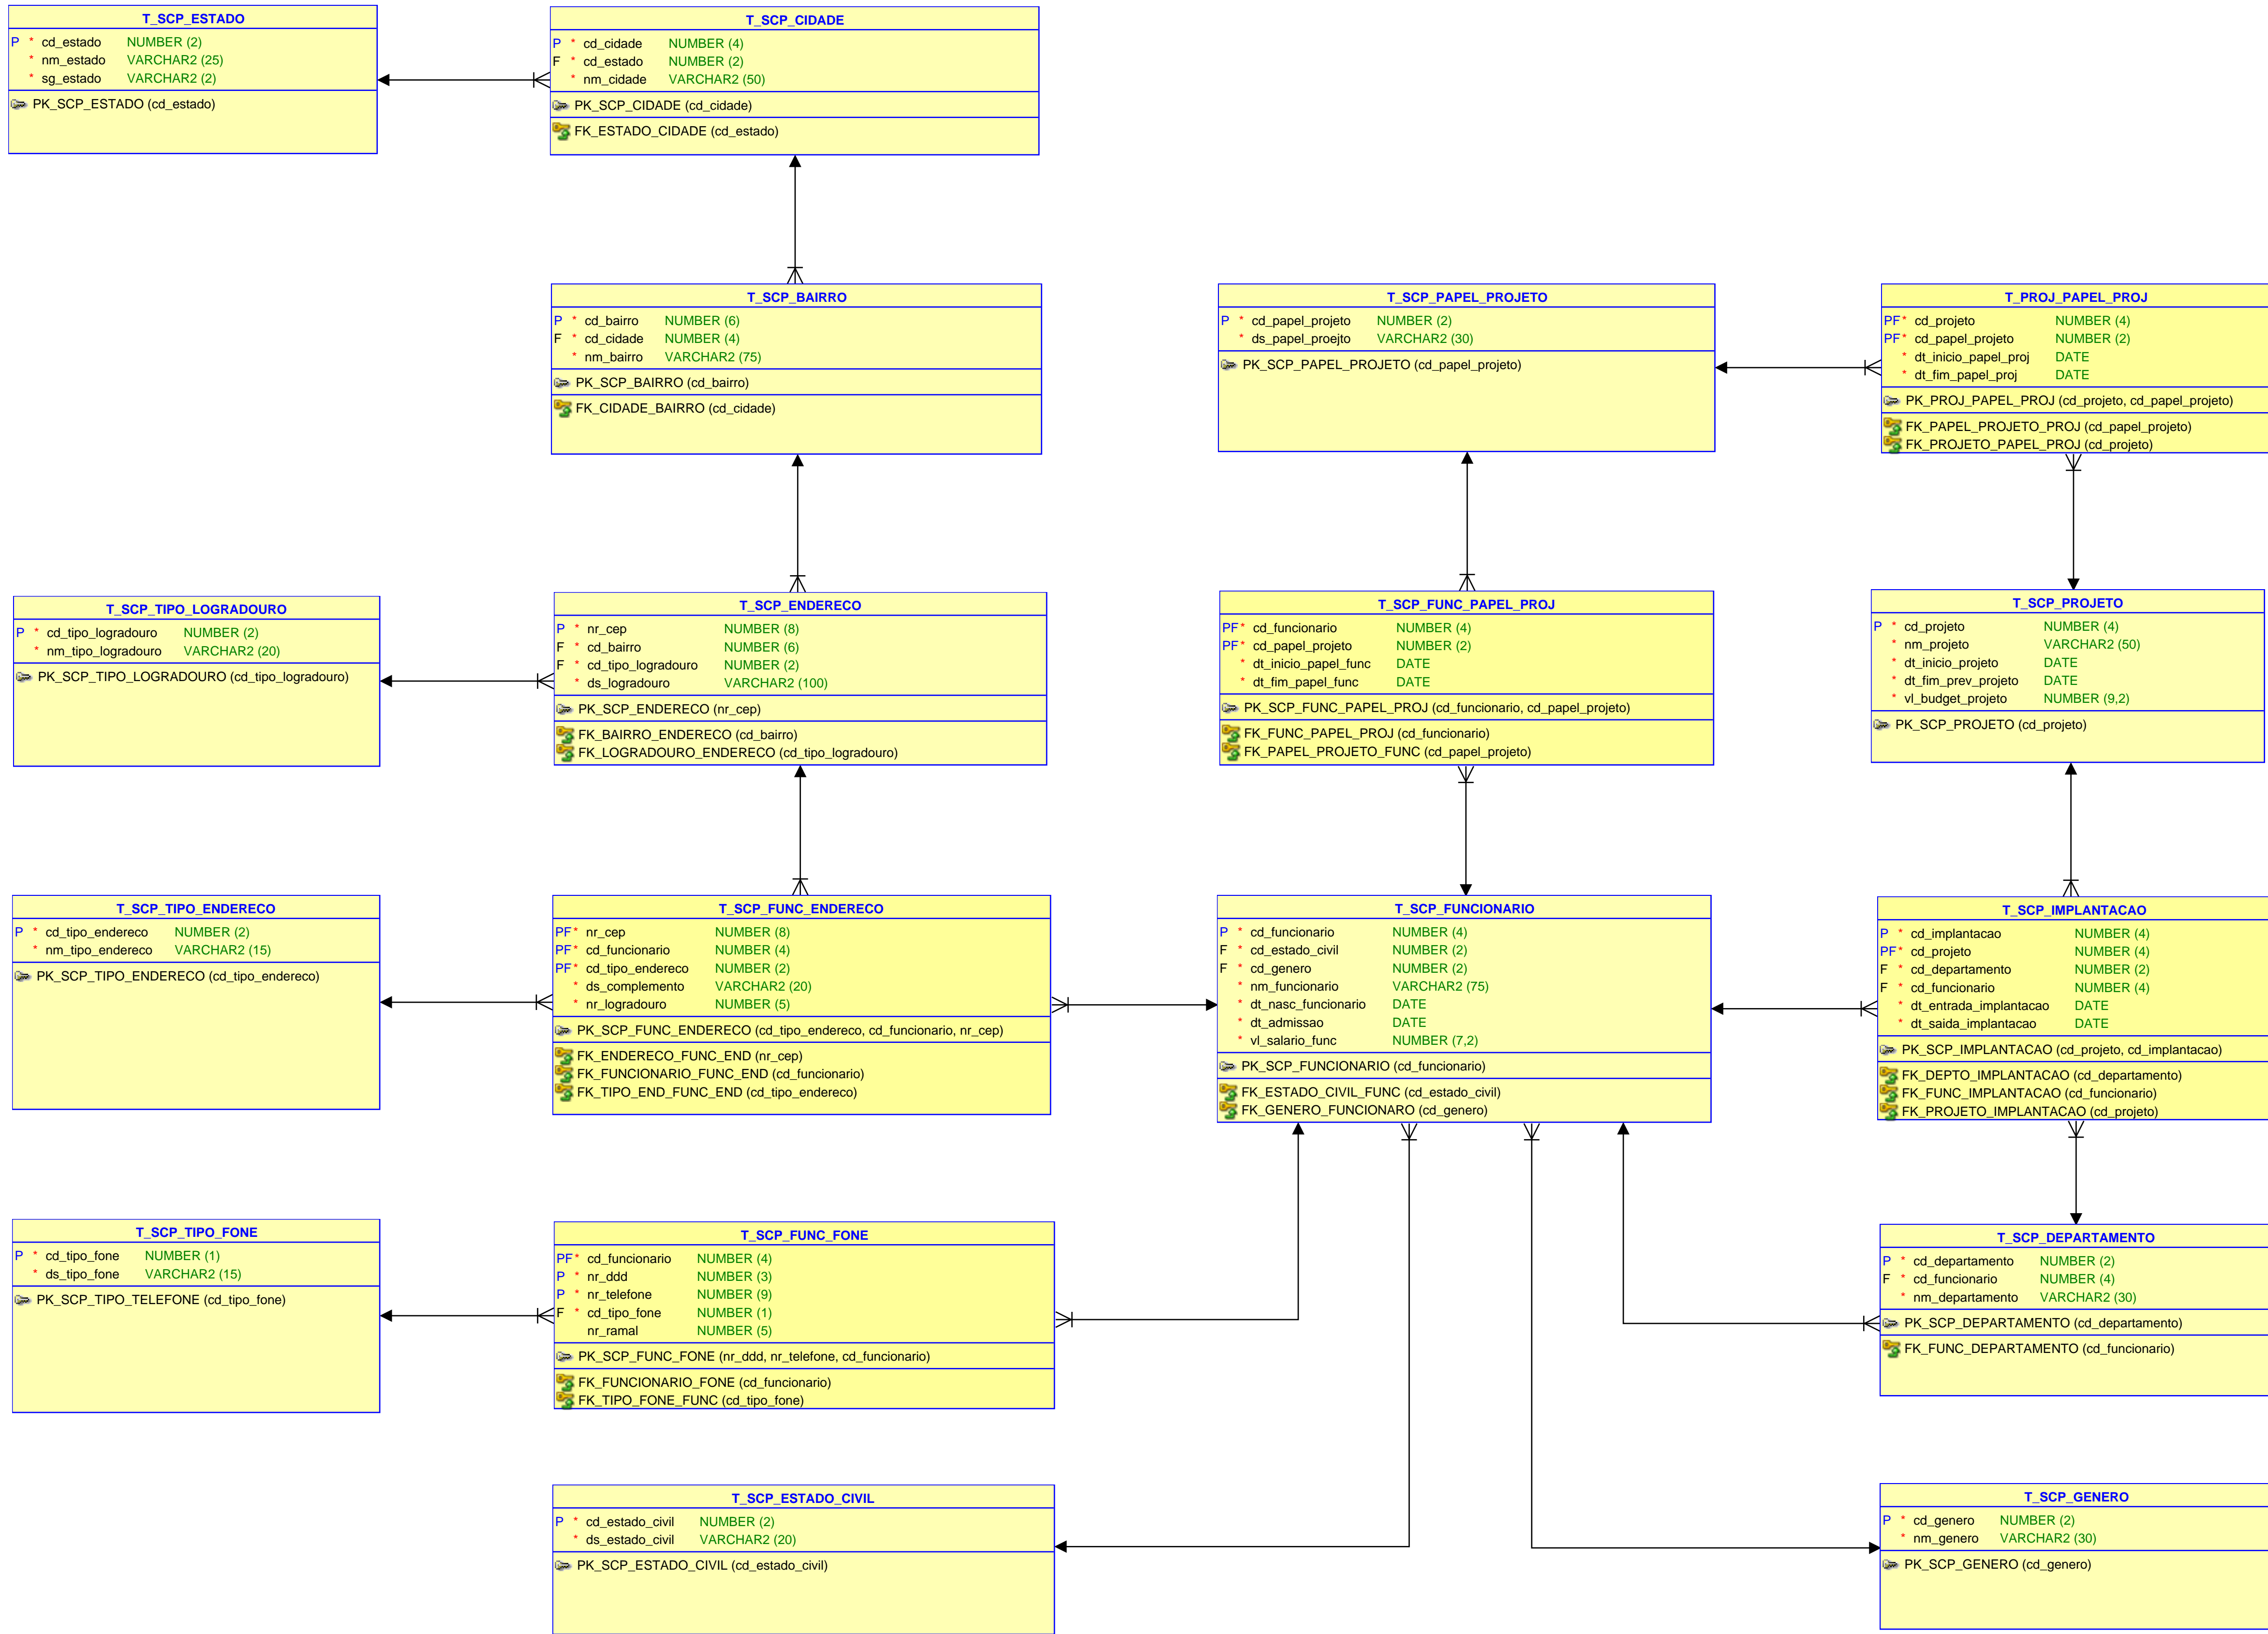 T_SCP_ESTADO
P * cd_estado NUMBER (2)
* nm_estado VARCHAR2 (25)
* sg_estado VARCHAR2 (2)
PK_SCP_ESTADO (cd_estado)
T_SCP_CIDADE
P * cd_cidade NUMBER (4)
F * cd_estado NUMBER (2)
* nm_cidade VARCHAR2 (50)
PK_SCP_CIDADE (cd_cidade)
FK_ESTADO_CIDADE (cd_estado)
T_SCP_BAIRRO
P * cd_bairro NUMBER (6)
F * cd_cidade NUMBER (4)
* nm_bairro VARCHAR2 (75)
PK_SCP_BAIRRO (cd_bairro)
FK_CIDADE_BAIRRO (cd_cidade)
T_SCP_PAPEL_PROJETO
P * cd_papel_projeto NUMBER (2)
* ds_papel_proejto VARCHAR2 (30)
PK_SCP_PAPEL_PROJETO (cd_papel_projeto)
T_PROJ_PAPEL_PROJ
PF * cd_projeto NUMBER (4)
PF * cd_papel_projeto NUMBER (2)
* dt_inicio_papel_proj DATE
* dt_fim_papel_proj DATE
PK_PROJ_PAPEL_PROJ (cd_projeto, cd_papel_projeto)
FK_PAPEL_PROJETO_PROJ (cd_papel_projeto)
FK_PROJETO_PAPEL_PROJ (cd_projeto)
T_SCP_TIPO_LOGRADOURO
P * cd_tipo_logradouro NUMBER (2)
* nm_tipo_logradouro VARCHAR2 (20)
PK_SCP_TIPO_LOGRADOURO (cd_tipo_logradouro)
T_SCP_ENDERECO
P * nr_cep NUMBER (8)
F * cd_bairro NUMBER (6)
F * cd_tipo_logradouro NUMBER (2)
* ds_logradouro VARCHAR2 (100)
PK_SCP_ENDERECO (nr_cep)
FK_BAIRRO_ENDERECO (cd_bairro)
FK_LOGRADOURO_ENDERECO (cd_tipo_logradouro)
T_SCP_FUNC_PAPEL_PROJ
PF * cd_funcionario NUMBER (4)
PF * cd_papel_projeto NUMBER (2)
* dt_inicio_papel_func DATE
* dt_fim_papel_func DATE
PK_SCP_FUNC_PAPEL_PROJ (cd_funcionario, cd_papel_projeto)
FK_FUNC_PAPEL_PROJ (cd_funcionario)
FK_PAPEL_PROJETO_FUNC (cd_papel_projeto)
T_SCP_PROJETO
P * cd_projeto NUMBER (4)
* nm_projeto VARCHAR2 (50)
* dt_inicio_projeto DATE
* dt_fim_prev_projeto DATE
* vl_budget_projeto NUMBER (9,2)
PK_SCP_PROJETO (cd_projeto)
T_SCP_TIPO_ENDERECO
P * cd_tipo_endereco NUMBER (2)
* nm_tipo_endereco VARCHAR2 (15)
PK_SCP_TIPO_ENDERECO (cd_tipo_endereco)
T_SCP_FUNC_ENDERECO
PF * nr_cep NUMBER (8)
PF * cd_funcionario NUMBER (4)
PF * cd_tipo_endereco NUMBER (2)
* ds_complemento VARCHAR2 (20)
* nr_logradouro NUMBER (5)
PK_SCP_FUNC_ENDERECO (cd_tipo_endereco, cd_funcionario, nr_cep)
FK_ENDERECO_FUNC_END (nr_cep)
FK_FUNCIONARIO_FUNC_END (cd_funcionario)
FK_TIPO_END_FUNC_END (cd_tipo_endereco)
T_SCP_FUNCIONARIO
P * cd_funcionario NUMBER (4)
F * cd_estado_civil NUMBER (2)
F * cd_genero NUMBER (2)
* nm_funcionario VARCHAR2 (75)
* dt_nasc_funcionario DATE
* dt_admissao DATE
* vl_salario_func NUMBER (7,2)
PK_SCP_FUNCIONARIO (cd_funcionario)
FK_ESTADO_CIVIL_FUNC (cd_estado_civil)
FK_GENERO_FUNCIONARO (cd_genero)
T_SCP_IMPLANTACAO
P * cd_implantacao NUMBER (4)
PF * cd_projeto NUMBER (4)
F * cd_departamento NUMBER (2)
F * cd_funcionario NUMBER (4)
* dt_entrada_implantacao DATE
* dt_saida_implantacao DATE
PK_SCP_IMPLANTACAO (cd_projeto, cd_implantacao)
FK_DEPTO_IMPLANTACAO (cd_departamento)
FK_FUNC_IMPLANTACAO (cd_funcionario)
FK_PROJETO_IMPLANTACAO (cd_projeto)
T_SCP_TIPO_FONE
P * cd_tipo_fone NUMBER (1)
* ds_tipo_fone VARCHAR2 (15)
PK_SCP_TIPO_TELEFONE (cd_tipo_fone)
T_SCP_FUNC_FONE
PF * cd_funcionario NUMBER (4)
P * nr_ddd NUMBER (3)
P * nr_telefone NUMBER (9)
F * cd_tipo_fone NUMBER (1)
nr_ramal NUMBER (5)
PK_SCP_FUNC_FONE (nr_ddd, nr_telefone, cd_funcionario)
FK_FUNCIONARIO_FONE (cd_funcionario)
FK_TIPO_FONE_FUNC (cd_tipo_fone)
T_SCP_DEPARTAMENTO
P * cd_departamento NUMBER (2)
F * cd_funcionario NUMBER (4)
* nm_departamento VARCHAR2 (30)
PK_SCP_DEPARTAMENTO (cd_departamento)
FK_FUNC_DEPARTAMENTO (cd_funcionario)
T_SCP_ESTADO_CIVIL
P * cd_estado_civil NUMBER (2)
* ds_estado_civil VARCHAR2 (20)
PK_SCP_ESTADO_CIVIL (cd_estado_civil)
T_SCP_GENERO
P * cd_genero NUMBER (2)
* nm_genero VARCHAR2 (30)
PK_SCP_GENERO (cd_genero)